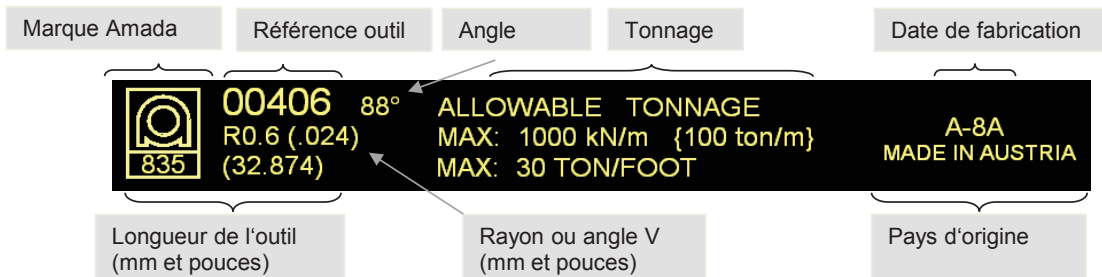 Marque Amada
Référence outil
Angle
Tonnage
Date de fabrication
835
00406 88°
R0.6 (.024)
(32.874)
ALLOWABLE TONNAGE
MAX: 1000 kN/m {100 ton/m}
MAX: 30 TON/FOOT
A-8A
MADE IN AUSTRIA
Longueur de l‘outil
(mm et pouces)
Rayon ou angle V
(mm et pouces)
Pays d‘origine